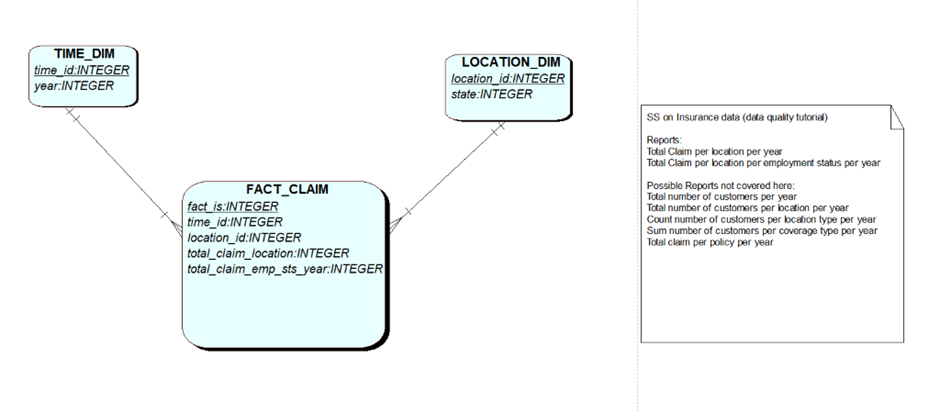 TIME_DIM
time_id:INTEGER
year:INTEGER
LOCATION_DIM
location_id:INTEGER
state:INTEGER
FACT_CLAIM
fact_is:INTEGER
time_id:INTEGER
location_id:INTEGER
total_claim_location:INTEGER
total_claim_emp_sts_year:INTEGER
SS on Insurance data (data quality tutorial)
Reports:
Total Claim per location per year
Total Claim per location per employment status per year
Possible Reports not covered here:
Total number of customers per year
Total number of customers per location per year
Count number of customers per location type per year
Sum number of customers per coverage type per year
Total claim per policy per year